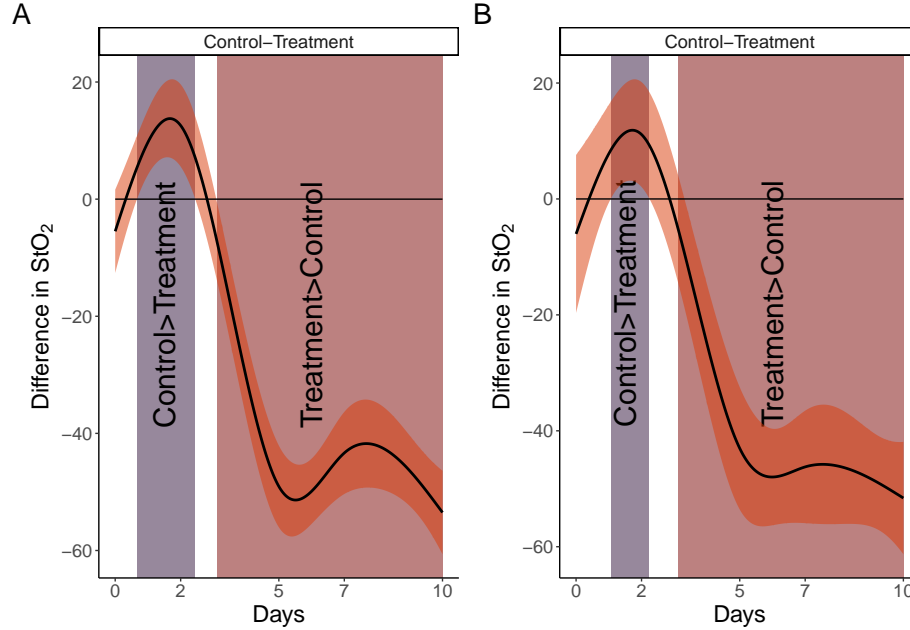 A
Control−Treatment
Difference in StO₂
20
0
−20
−40
−60
Control>Treatment
Treatment>Control
0
2
5
7
10
Days
B
Control−Treatment
Difference in StO₂
20
0
−20
−40
−60
Control>Treatment
Treatment>Control
0
2
5
7
10
Days